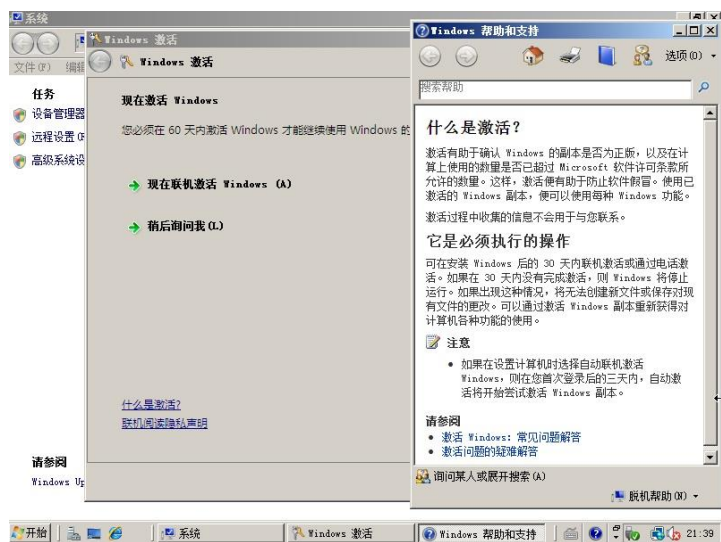 系统
文件(F) 编辑
任务
设备管理器
远程设置
高级系统设
请参阅
Windows
Windows 激活
Windows 激活
现在激活 Windows
您必须在 60 天内激活 Windows 才能继续使用 Windows 的
现在联机激活 Windows (A)
稍后询问我(L)
什么是激活?
联机阅读隐私声明
Windows 帮助和支持
选项(O)
搜索帮助
什么是激活?
激活有助于确认 Windows 的副本是否为正版，以及在计
算上使用的数量是否已超过 Microsoft 软件许可条款所
允许的数量。这样，激活便有助于防止软件假冒。使用已
激活的 Windows 副本，便可以使用每种 Windows 功能。
激活过程中收集的信息不会用于与您联系。
它是必须执行的操作
可在安装 Windows 后的 30 天内联机激活或通过电话激
活。如果在 30 天内没有完成激活，则 Windows 将停止
运行。如果出现这种情况，将无法创建新文件或保存对现
有文件的更改。可以通过激活 Windows 副本重新获得对
计算机各种功能的使用。
注意
• 如果在设置计算机时选择自动联机激活
Windows，则在您首次登录后的三天内，自动激
活将开始尝试激活 Windows 副本。
请参阅
• 激活 Windows: 常见问题解答
• 激活问题的疑难解答
询问某人或展开搜索(A)
脱机帮助(N)
开始 系统 Windows 激活 Windows 帮助和支持 21:39